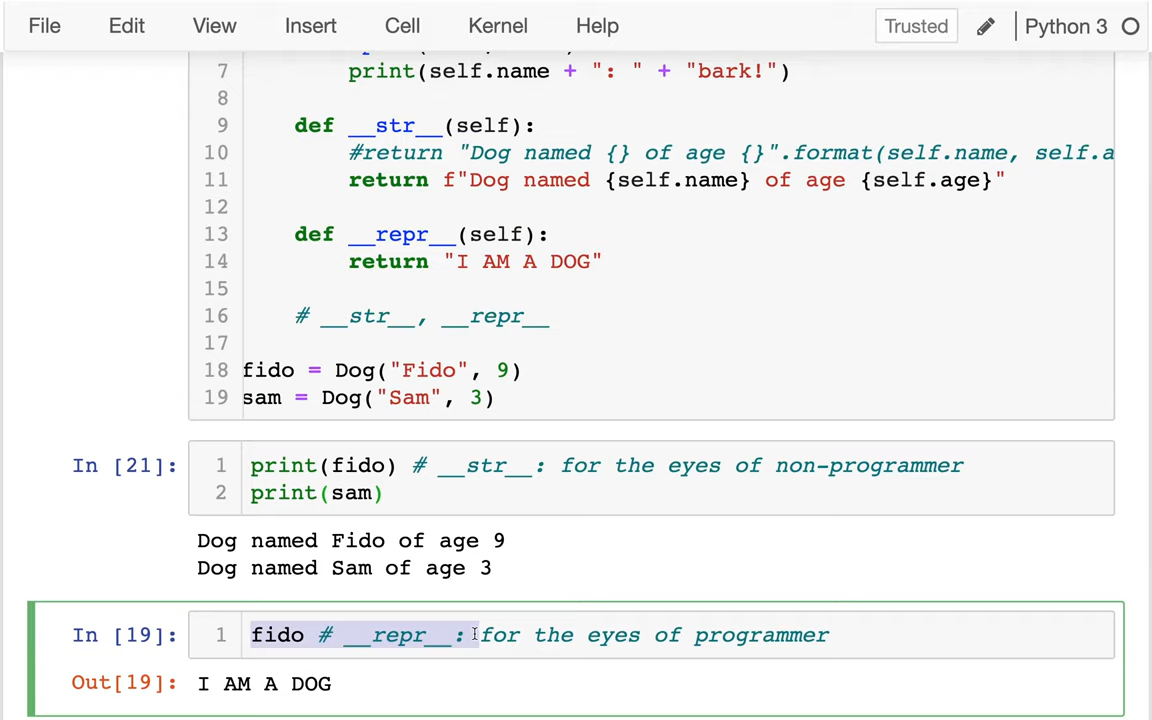 File Edit View Insert Cell Kernel Help Trusted Python 3
7 print(self.name + ": " + "bark!")
8
9 def __str__(self):
10 #return "Dog named {} of age {}".format(self.name, self.a
11 return f"Dog named {self.name} of age {self.age}"
12
13 def __repr__(self):
14 return "I AM A DOG"
15
16 # __str__, __repr__
17
18 fido = Dog("Fido", 9)
19 sam = Dog("Sam", 3)
In [21]: 1 print(fido) # __str__: for the eyes of non-programmer
2 print(sam)
Dog named Fido of age 9
Dog named Sam of age 3
In [19]: 1 fido # __repr__: for the eyes of programmer
Out[19]: I AM A DOG